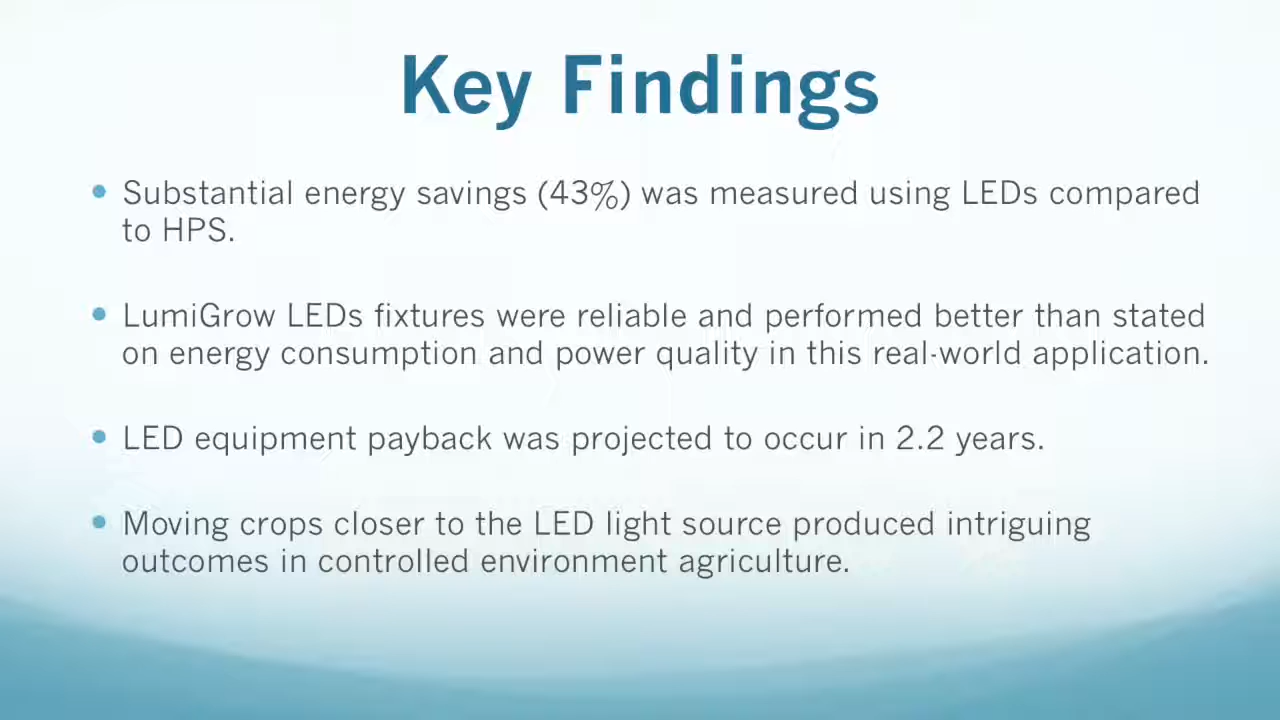 Key Findings
• Substantial energy savings (43%) was measured using LEDs compared
to HPS.
• LumiGrow LEDs fixtures were reliable and performed better than stated
on energy consumption and power quality in this real-world application.
• LED equipment payback was projected to occur in 2.2 years.
• Moving crops closer to the LED light source produced intriguing
outcomes in controlled environment agriculture.